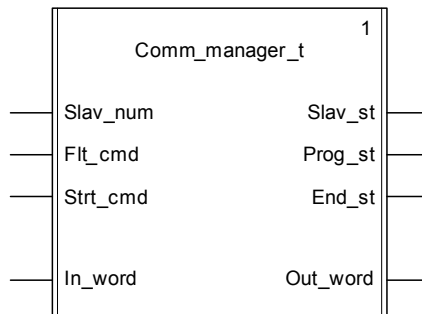 1
Comm_manager_t
Slav_num Slav_st
Flt_cmd Prog_st
Strt_cmd End_st
In_word Out_word